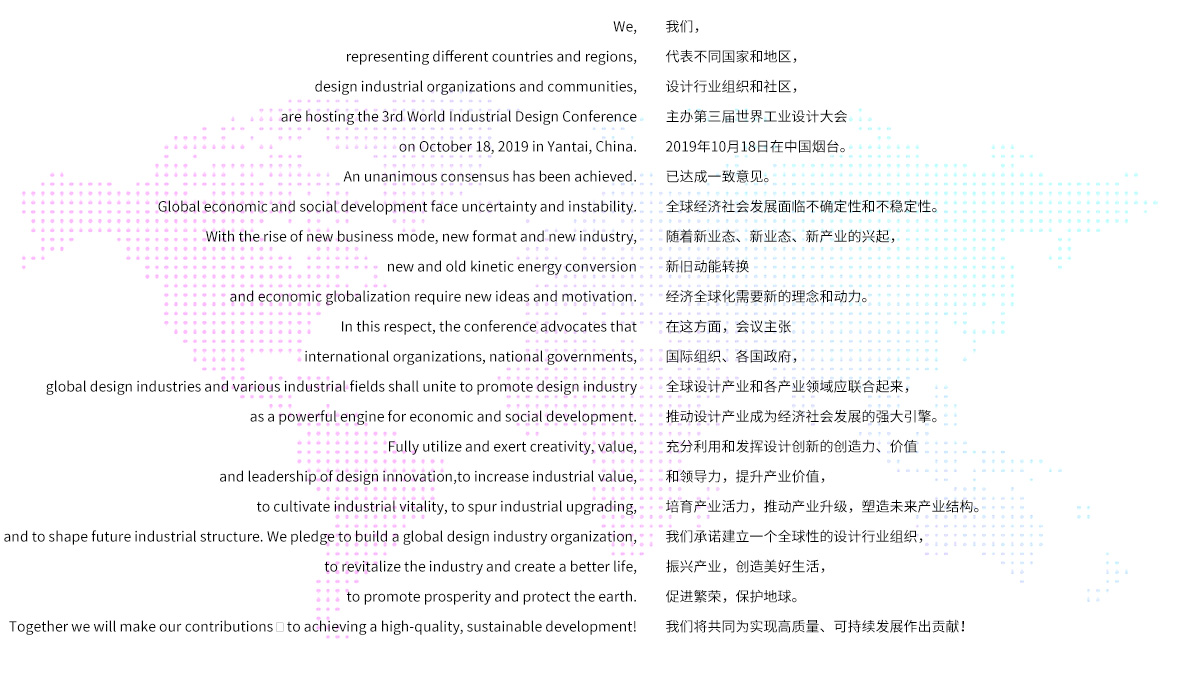 We,
representing different countries and regions,
design industrial organizations and communities,
are hosting the 3rd World Industrial Design Conference
on October 18, 2019 in Yantai, China.
An unanimous consensus has been achieved.
Global economic and social development face uncertainty and instability.
With the rise of new business mode, new format and new industry,
new and old kinetic energy conversion
and economic globalization require new ideas and motivation.
In this respect, the conference advocates that
international organizations, national governments,
global design industries and various industrial fields shall unite to promote design industry
as a powerful engine for economic and social development.
Fully utilize and exert creativity, value,
and leadership of design innovation,to increase industrial value,
to cultivate industrial vitality, to spur industrial upgrading,
and to shape future industrial structure. We pledge to build a global design industry organization,
to revitalize the industry and create a better life,
to promote prosperity and protect the earth.
Together we will make our contributions to achieving a high-quality, sustainable development!
我们，
代表不同国家和地区，
设计行业组织和社区，
主办第三届世界工业设计大会
2019年10月18日在中国烟台。
已达成一致意见。
全球经济社会发展面临不确定性和不稳定性。
随着新业态、新业态、新产业的兴起，
新旧动能转换
经济全球化需要新的理念和动力。
在这方面，会议主张
国际组织、各国政府，
全球设计产业和各产业领域应联合起来，
推动设计产业成为经济社会发展的强大引擎。
充分利用和发挥设计创新的创造力、价值
和领导力，提升产业价值，
培育产业活力，推动产业升级，塑造未来产业结构。
我们承诺建立一个全球性的设计行业组织，
振兴产业，创造美好生活，
促进繁荣，保护地球。
我们将共同为实现高质量、可持续发展作出贡献！